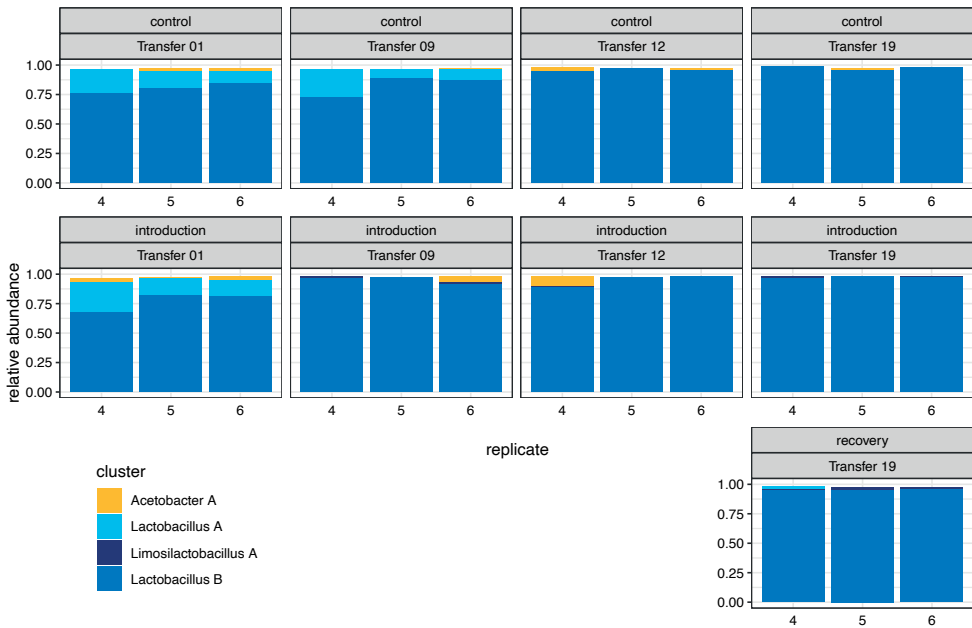 control control control control
Transfer 01 Transfer 09 Transfer 12 Transfer 19
1.00
0.75
0.50
0.25
0.00
4 5 6 4 5 6 4 5 6 4 5 6
introduction introduction introduction introduction
Transfer 01 Transfer 09 Transfer 12 Transfer 19
relative abundance
1.00
0.75
0.50
0.25
0.00
4 5 6 4 5 6 4 5 6 4 5 6
replicate
recovery
Transfer 19
1.00
0.75
0.50
0.25
0.00
4 5 6
cluster
Acetobacter A
Lactobacillus A
Limosilactobacillus A
Lactobacillus B